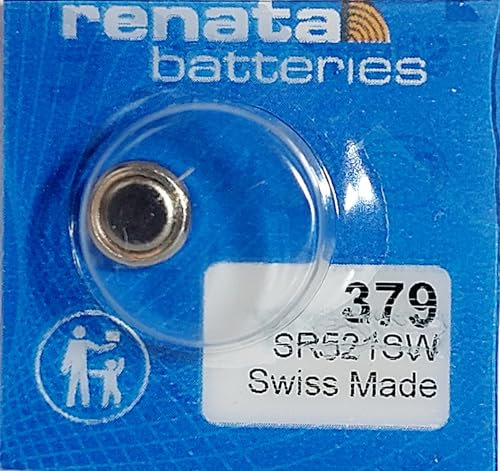 renata
batteries
379
SR521SW
Swiss Made